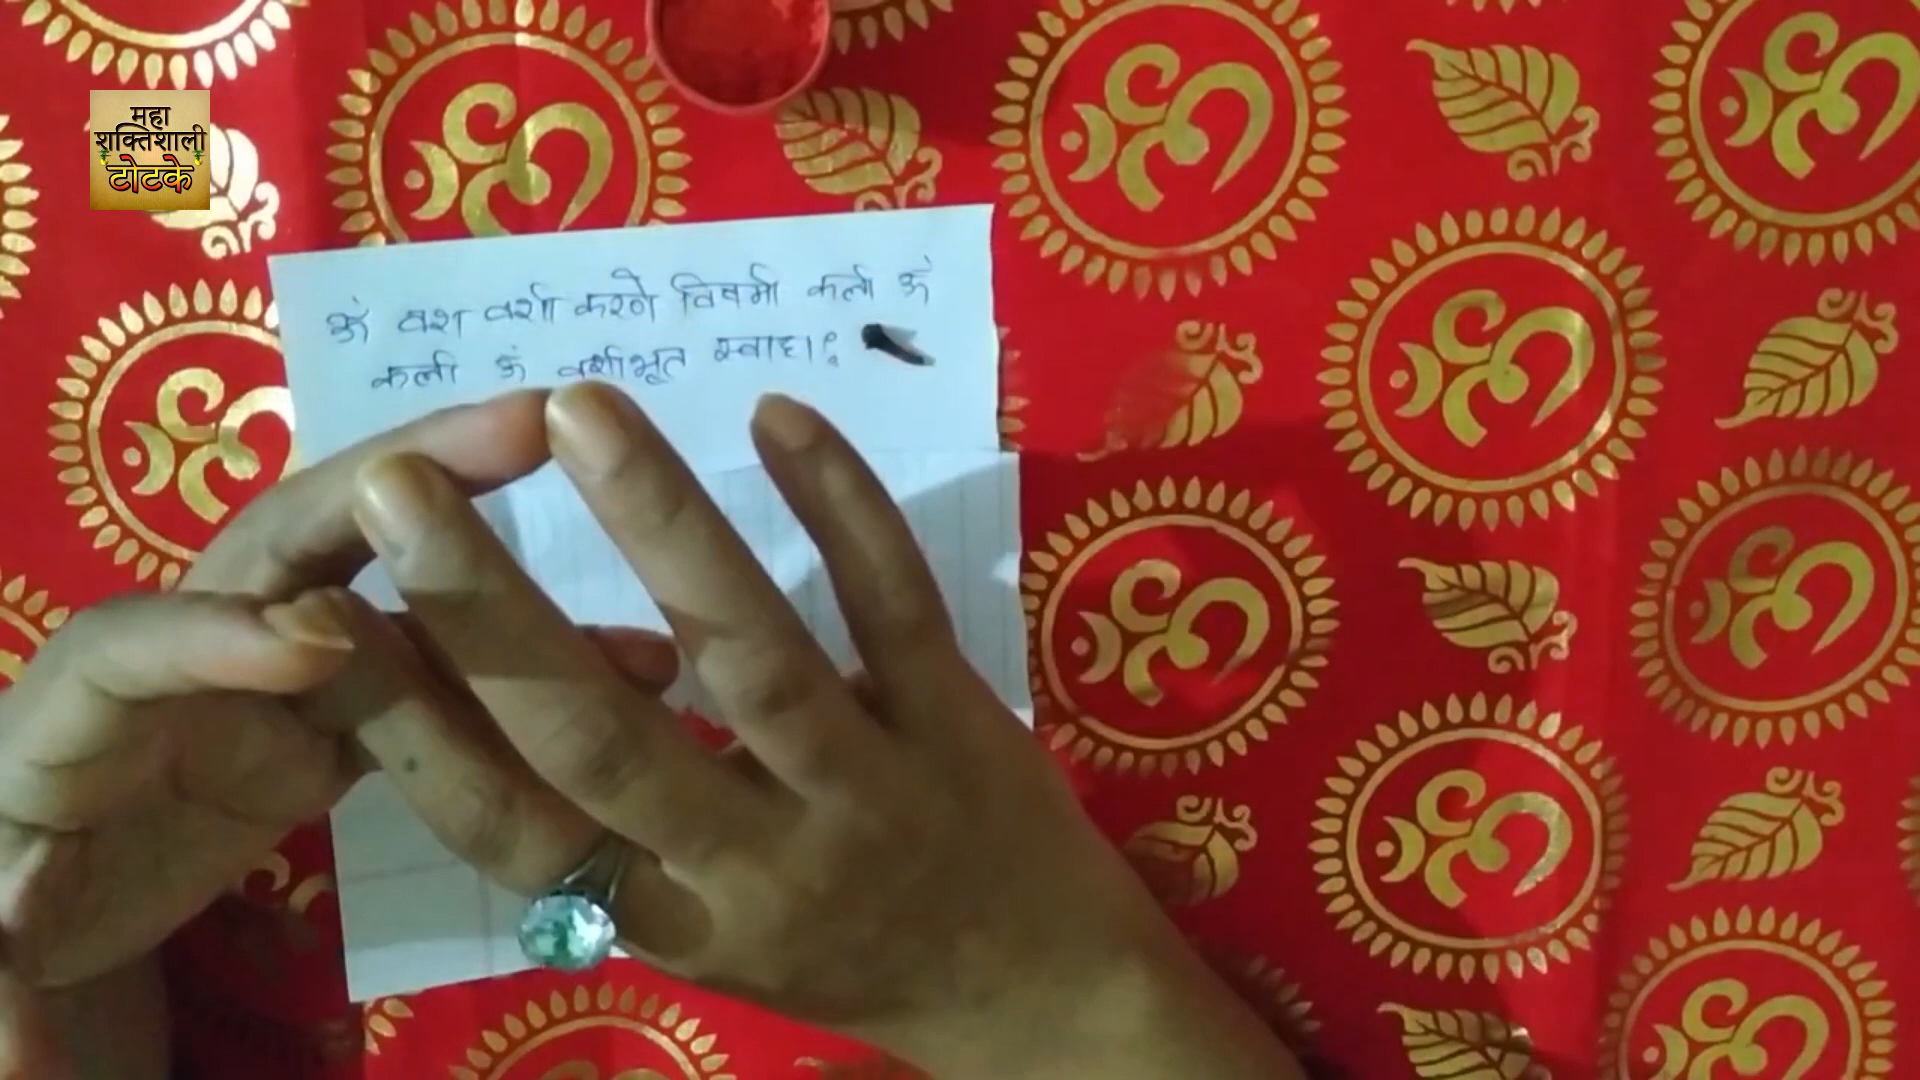 महा
शक्तिशाली
टोटके
ॐ वश वशी करणे विषमी कली ॐ
कली ॐ वशीभूत स्वाहा